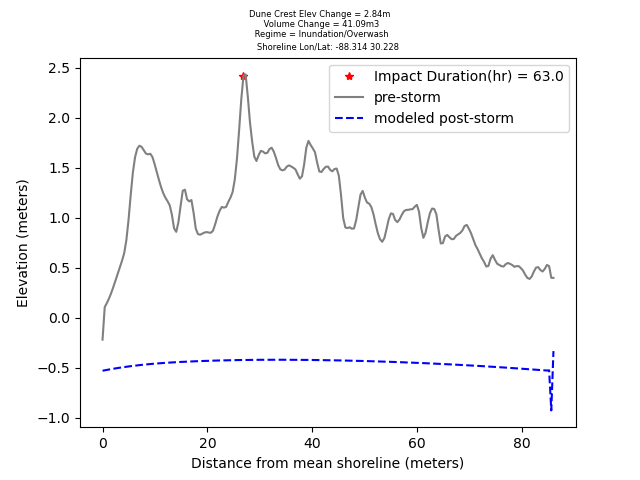 Dune Crest Elev Change = 2.84m
Volume Change = 41.09m3
Regime = Inundation/Overwash
Shoreline Lon/Lat: -88.314 30.228
Impact Duration(hr) = 63.0
pre-storm
modeled post-storm
Elevation (meters)
2.5
2.0
1.5
1.0
0.5
0.0
−0.5
−1.0
0 20 40 60 80
Distance from mean shoreline (meters)